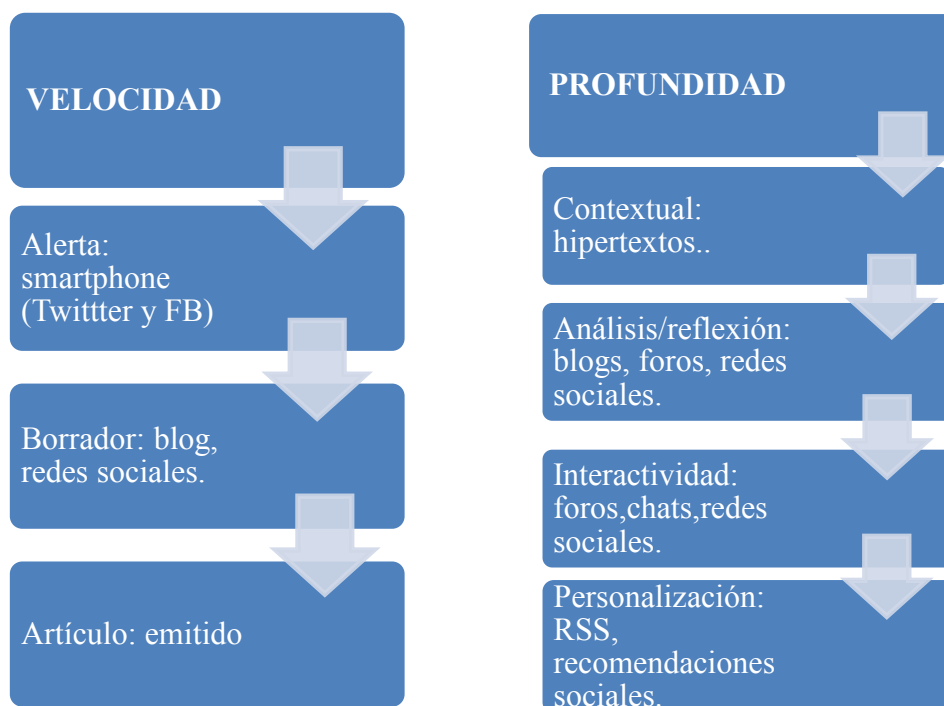 VELOCIDAD
Alerta:
smartphone
(Twittter y FB)
Borrador: blog,
redes sociales.
Artículo: emitido
PROFUNDIDAD
Contextual:
hipertextos..
Análisis/reflexión:
blogs, foros, redes
sociales.
Interactividad:
foros,chats,redes
sociales.
Personalización:
RSS,
recomendaciones
sociales.